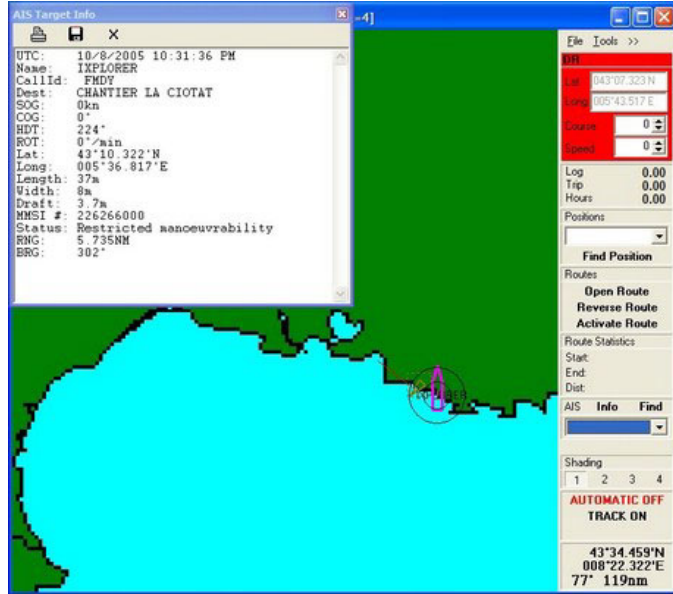 AIS Target Info
=4]
UTC: 10/8/2005 10:31:36 PM
Name: IXPLORER
CallId: FMDY
Dest: CHANTIER LA CIOTAT
SOG: 0kn
COG: 0°
HDT: 224°
ROT: 0°/min
Lat: 43°10.322'N
Long: 005°36.817'E
Length: 37m
Width: 8m
Draft: 3.7m
MMSI #: 226266000
Status: Restricted manoeuvrability
RNG: 5.735NM
BRG: 302°
File Tools >>
DR
Lat 043°07.323 N
Long 005°43.517 E
Course 0
Speed 0
Log 0.00
Trip 0.00
Hours 0.00
Positions
Find Position
Routes
Open Route
Reverse Route
Activate Route
Route Statistics
Start:
End:
Dist:
AIS Info Find
Shading
1 2 3 4
AUTOMATIC OFF
TRACK ON
43°34.459'N
008°22.322'E
77° 119nm